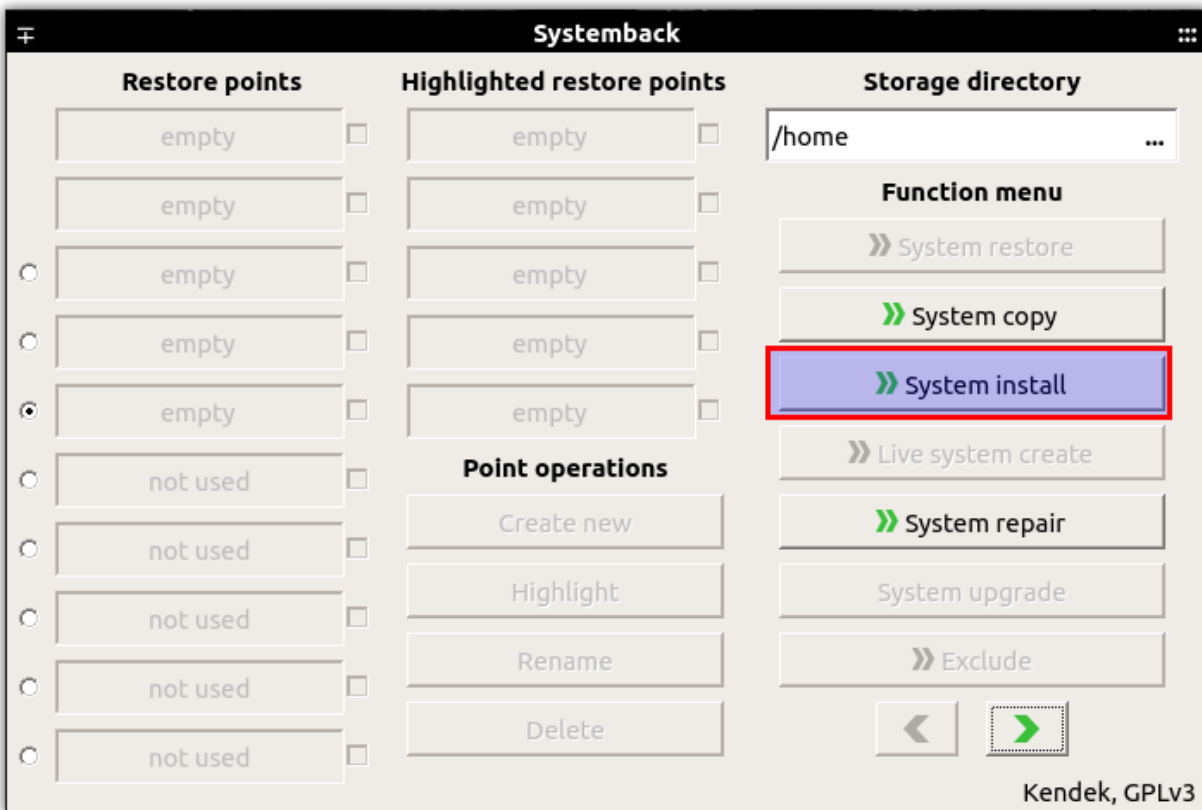 Systemback
Restore points
empty
empty
empty
empty
empty
not used
not used
not used
not used
not used
Highlighted restore points
empty
empty
empty
empty
empty
Point operations
Create new
Highlight
Rename
Delete
Storage directory
/home ...
Function menu
System restore
System copy
System install
Live system create
System repair
System upgrade
Exclude
Kendek, GPLv3